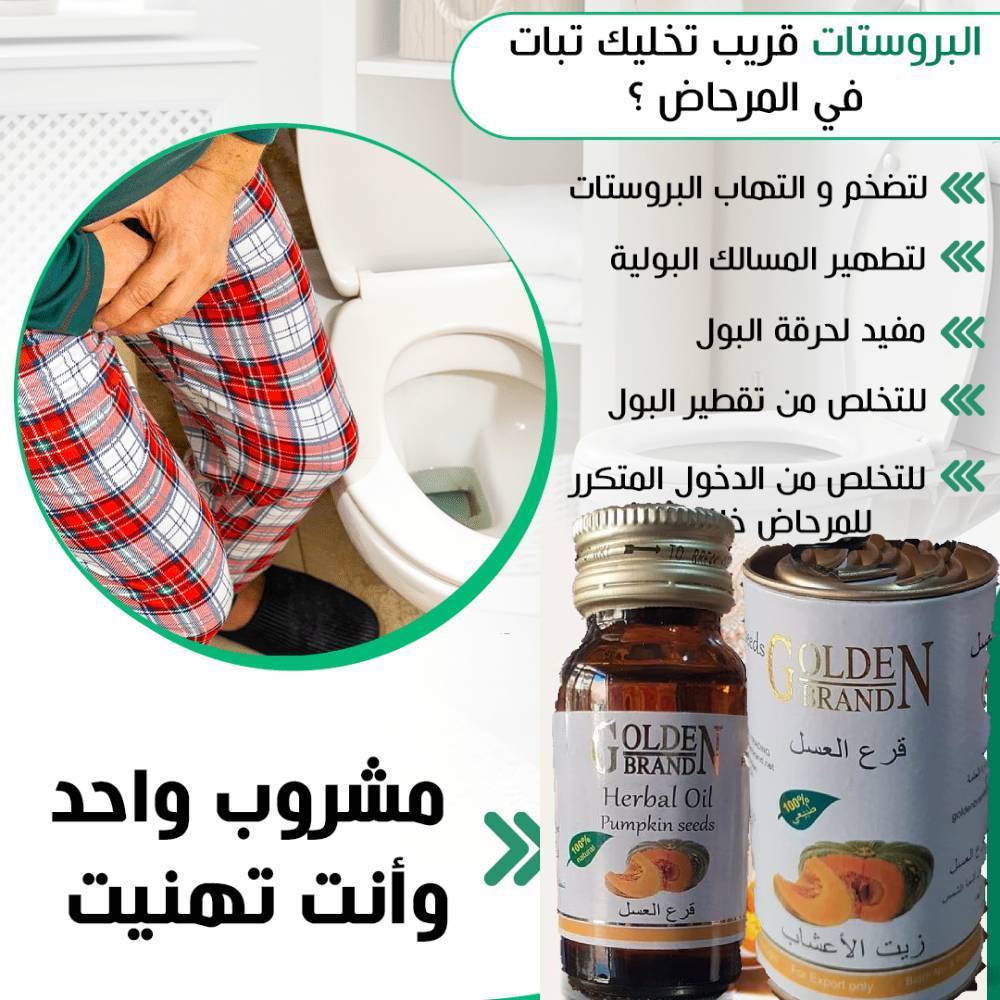 البروستات قريب تخليك تبات
في المرحاض ؟
لتضخم و التهاب البروستات
لتطهير المسالك البولية
مفيد لحرقة البول
للتخلص من تقطير البول
للتخلص من الدخول المتكرر
للمرحاض
مشروب واحد
وأنت تهنيت
GOLDEN
BRAND
Herbal Oil
Pumpkin seeds
100%
natural
قرع العسل
GOLDEN
BRAND
قرع العسل
100%
طبيعي
زيت الأعشاب
For Export only